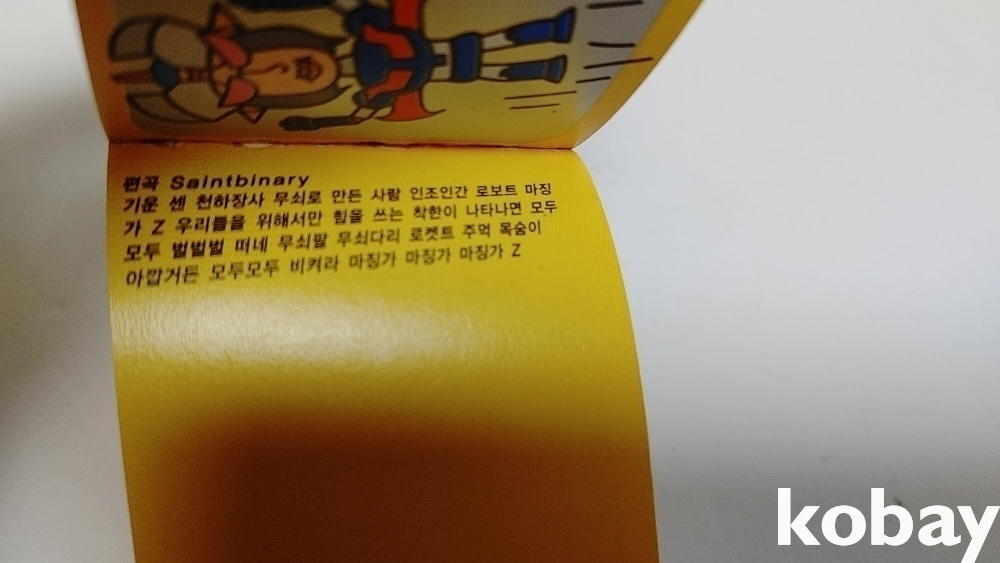 편곡 Saintbinary
기운 센 천하장사 무쇠로 만든 사람 인조인간 로보트 마징
가 Z 우리들을 위해서만 힘을 쓰는 착한이 나타나면 모두
모두 벌벌벌 떠네 무쇠팔 무쇠다리 로켓트 주먹 목숨이
아깝거든 모두모두 비켜라 마징가 마징가 마징가 Z
kobay